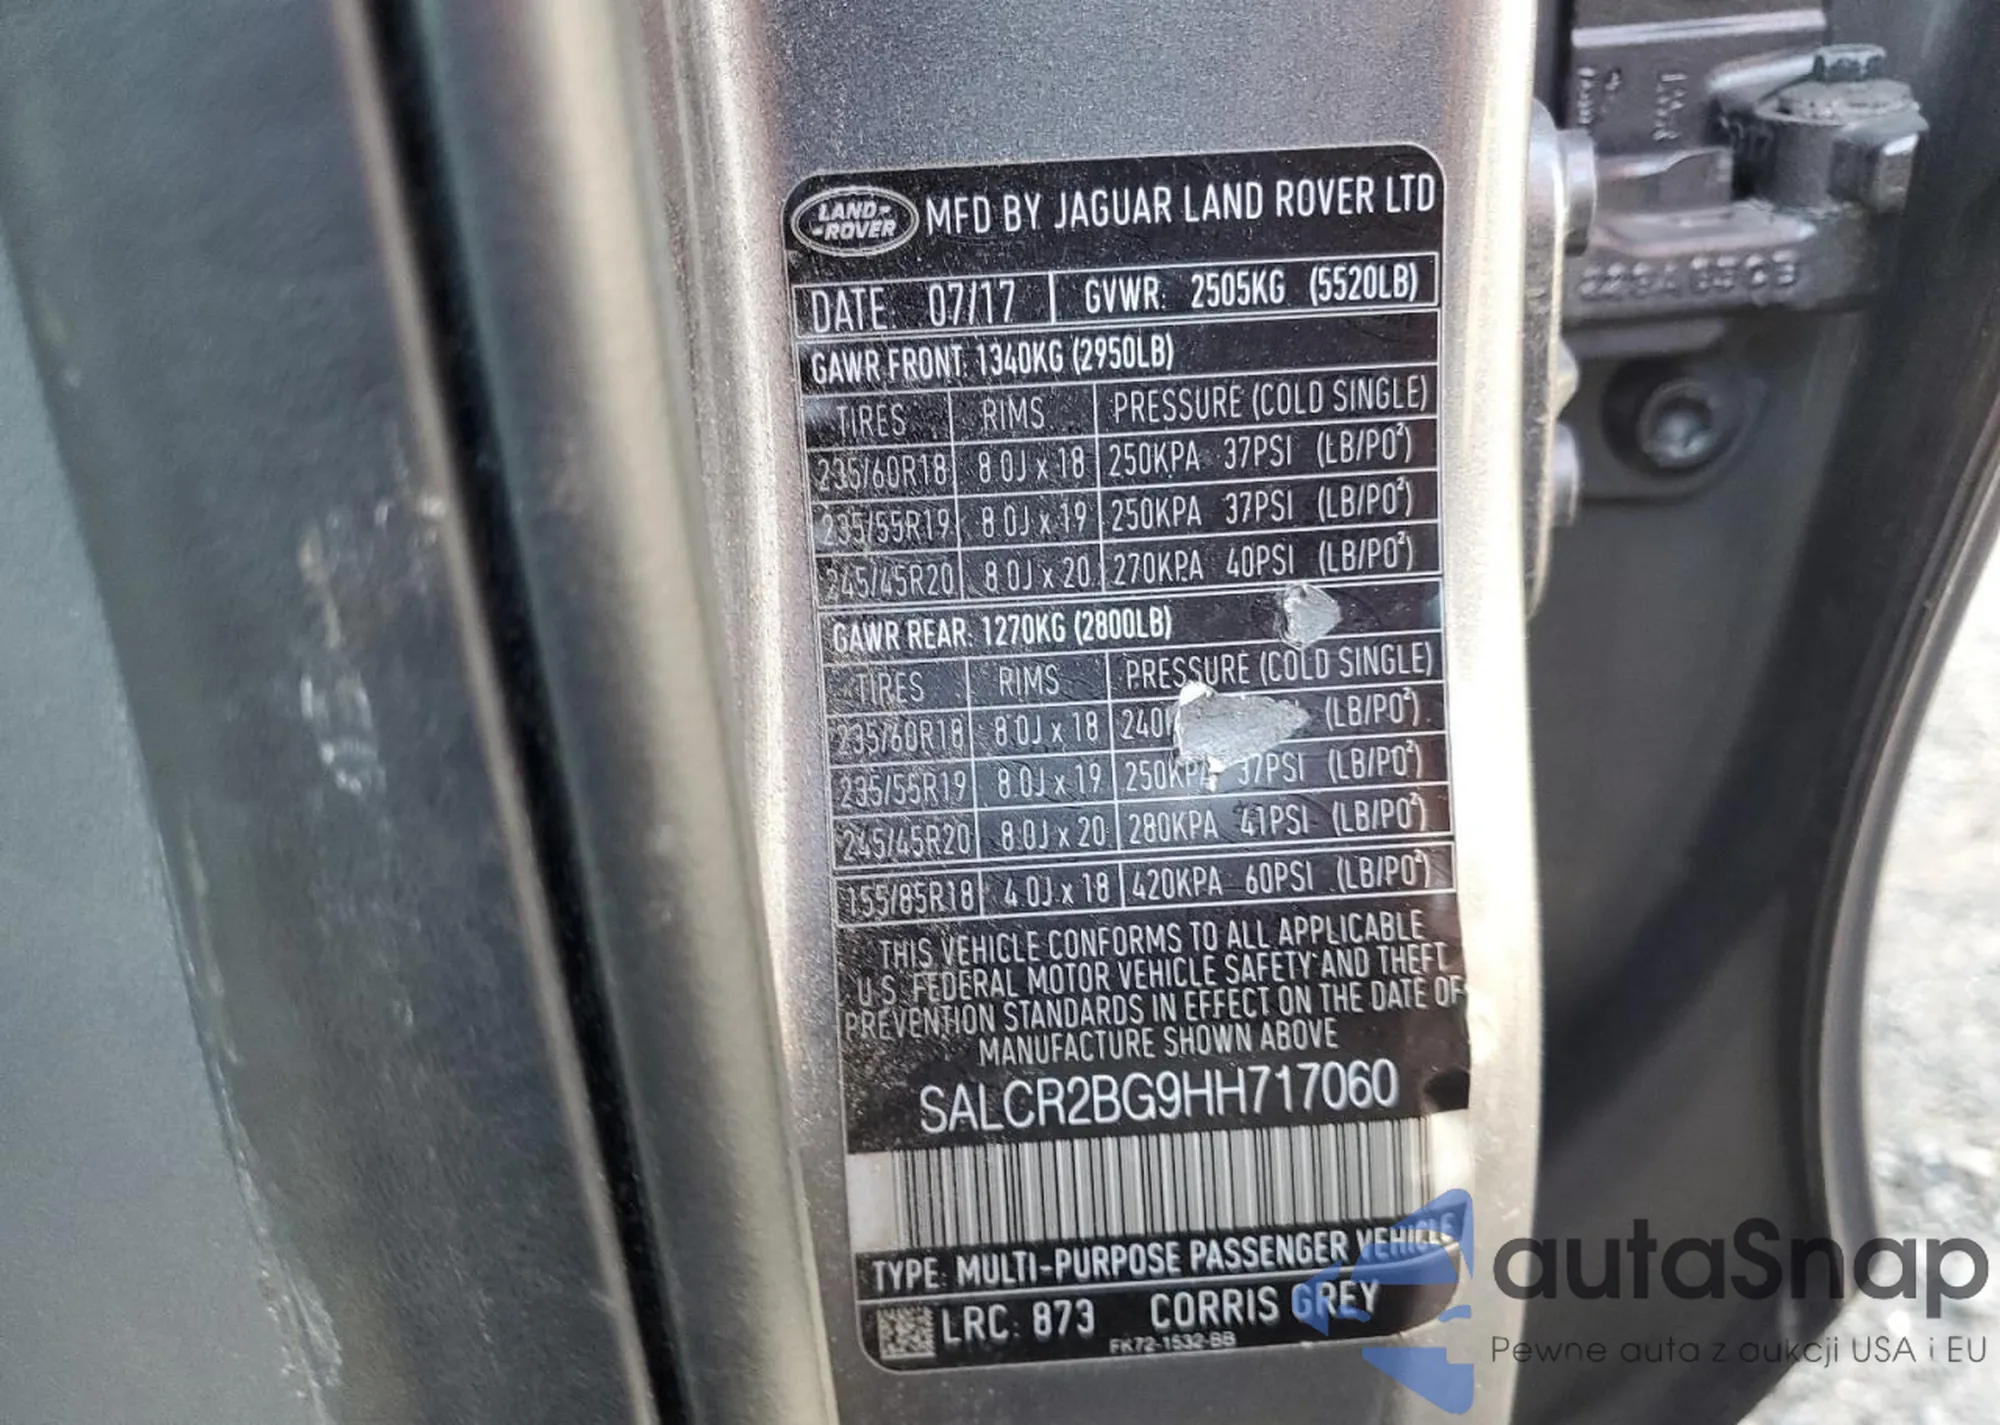 LAND-
-ROVER
MFD BY JAGUAR LAND ROVER LTD
DATE: 07/17 GVWR: 2505KG (5520LB)
GAWR FRONT: 1340KG (2950LB)
TIRES RIMS PRESSURE (COLD SINGLE)
235/60R18 8.0J x 18 250KPA 37PSI (LB/PO²)
235/55R19 8.0J x 19 250KPA 37PSI (LB/PO²)
245/45R20 8.0J x 20 270KPA 40PSI (LB/PO²)
GAWR REAR: 1270KG (2800LB)
TIRES RIMS PRESSURE (COLD SINGLE)
235/60R18 8.0J x 18 240 (LB/PO²)
235/55R19 8.0J x 19 250KPA 37PSI (LB/PO²)
245/45R20 8.0J x 20 280KPA 41PSI (LB/PO²)
155/85R18 4.0J x 18 420KPA 60PSI (LB/PO²)
THIS VEHICLE CONFORMS TO ALL APPLICABLE
U.S. FEDERAL MOTOR VEHICLE SAFETY AND THEFT
PREVENTION STANDARDS IN EFFECT ON THE DATE OF
MANUFACTURE SHOWN ABOVE
SALCR2BG9HH717060
TYPE: MULTI-PURPOSE PASSENGER VEHICLE
LRC: 873 CORRIS GREY
FK72-1532-BB
autaSnap
Pewne auta z aukcji USA i EU